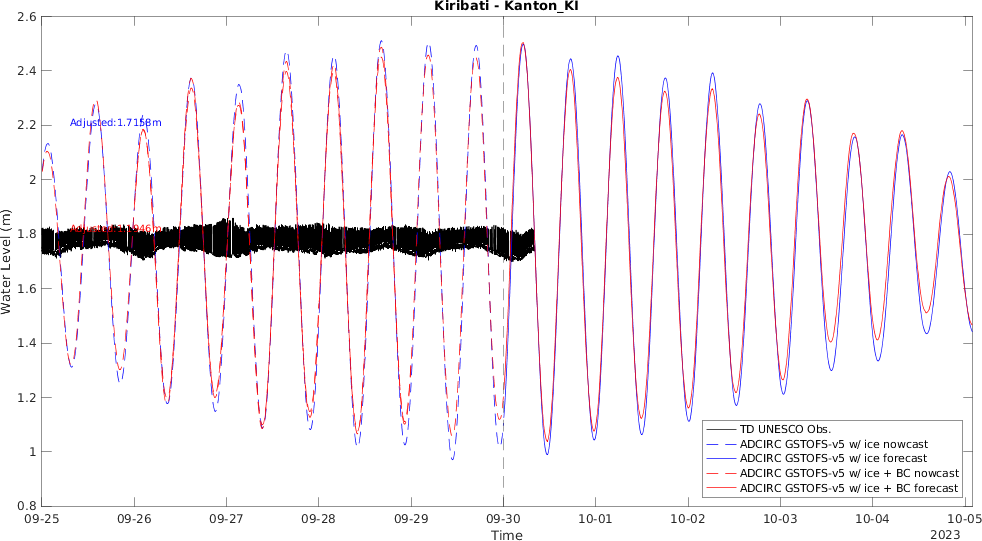 Kiribati - Kanton_KI
2.6
2.4
2.2
2
1.8
1.6
1.4
1.2
1
0.8
Water Level (m)
Adjusted:1.7158m
TD UNESCO Obs.
ADCIRC GSTOFS-v5 w/ ice nowcast
ADCIRC GSTOFS-v5 w/ ice forecast
ADCIRC GSTOFS-v5 w/ ice + BC nowcast
ADCIRC GSTOFS-v5 w/ ice + BC forecast
09-25
09-26
09-27
09-28
09-29
09-30
10-01
10-02
10-03
10-04
10-05
Time
2023